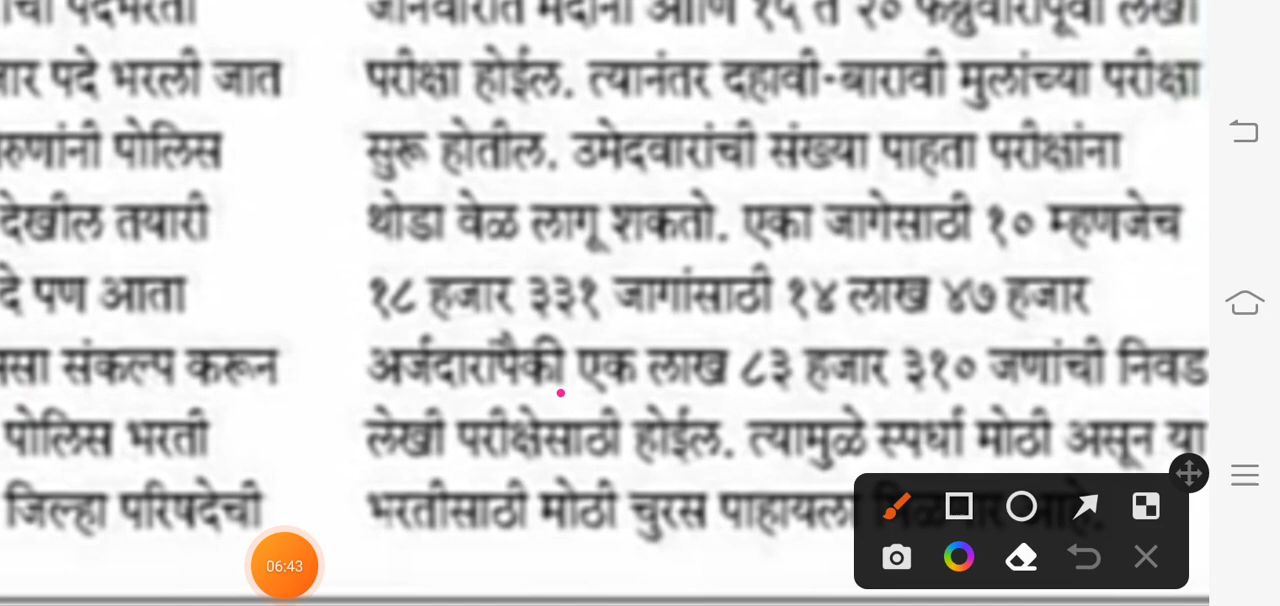 पदभरती
पदे भरली जात
पोलिस
देखील तयारी
पण आता
संकल्प करून
पोलिस भरती
जिल्हा परिषदेची
जानेवारीत मैदानी आणि १५ ते २० फेब्रुवारीपूर्वी लेखी
परीक्षा होईल. त्यानंतर दहावी-बारावी मुलांच्या परीक्षा
सुरू होतील. उमेदवारांची संख्या पाहता परीक्षांना
थोडा वेळ लागू शकतो. एका जागेसाठी १० म्हणजेच
१८ हजार ३३१ जागांसाठी १४ लाख ४७ हजार
अर्जदारांपैकी एक लाख ८३ हजार ३१० जणांची निवड
लेखी परीक्षेसाठी होईल. त्यामुळे स्पर्धा मोठी असून या
भरतीसाठी मोठी चुरस पाहायला मिळणार आहे.
06:43